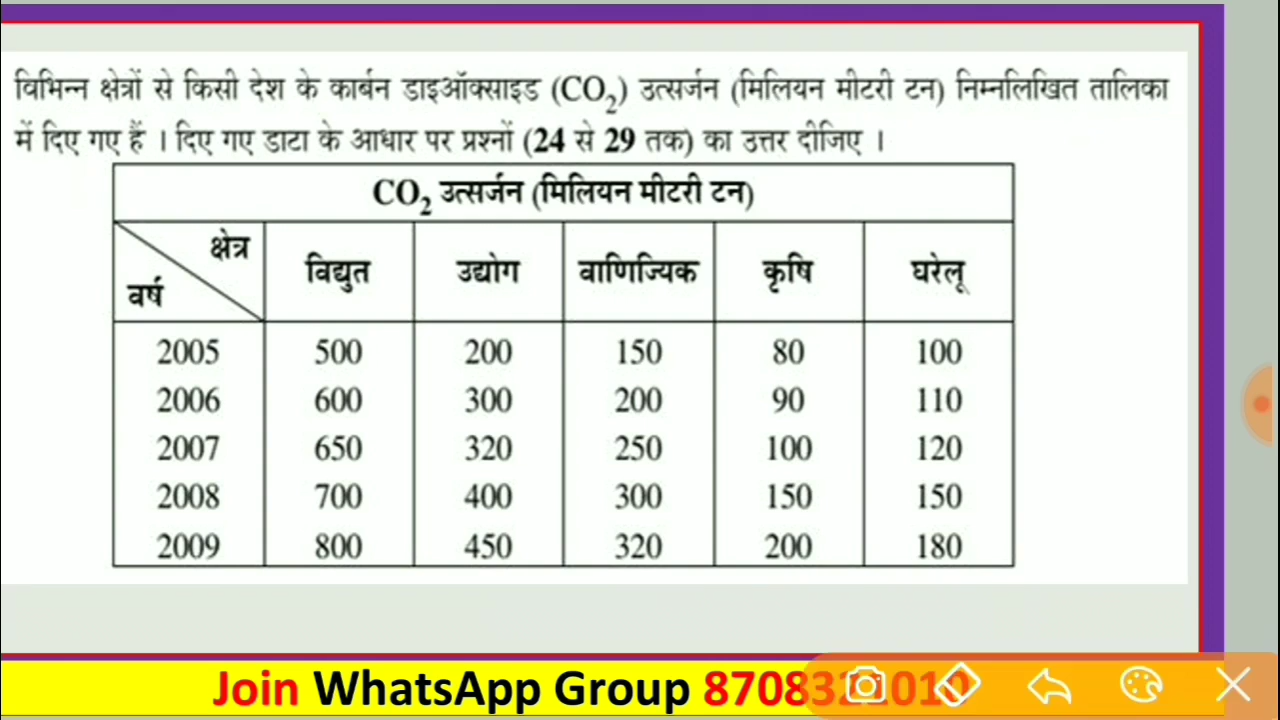 विभिन्न क्षेत्रों से किसी देश के कार्बन डाइऑक्साइड (CO₂) उत्सर्जन (मिलियन मीटरी टन) निम्नलिखित तालिका
में दिए गए हैं । दिए गए डाटा के आधार पर प्रश्नों (24 से 29 तक) का उत्तर दीजिए ।
CO₂ उत्सर्जन (मिलियन मीटरी टन)
क्षेत्र
वर्ष विद्युत उद्योग वाणिज्यिक कृषि घरेलू
2005 500 200 150 80 100
2006 600 300 200 90 110
2007 650 320 250 100 120
2008 700 400 300 150 150
2009 800 450 320 200 180
Join WhatsApp Group